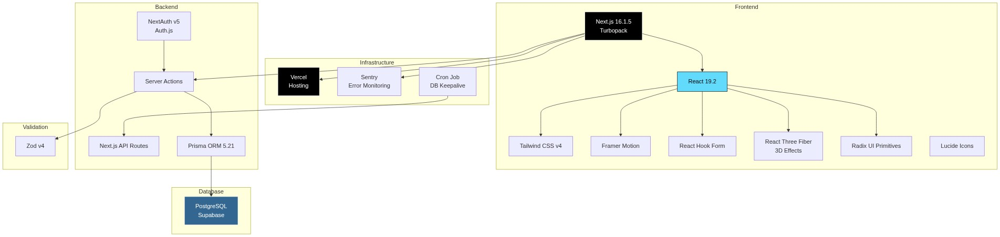 Backend
NextAuth v5
Auth.js
Server Actions
Next.js API Routes
Prisma ORM 5.21
Validation
Zod v4
Database
PostgreSQL
Supabase
Infrastructure
Vercel
Hosting
Sentry
Error Monitoring
Cron Job
DB Keepalive
Frontend
Next.js 16.1.5
Turbopack
React 19.2
Tailwind CSS v4
Framer Motion
React Hook Form
React Three Fiber
3D Effects
Radix UI Primitives
Lucide Icons